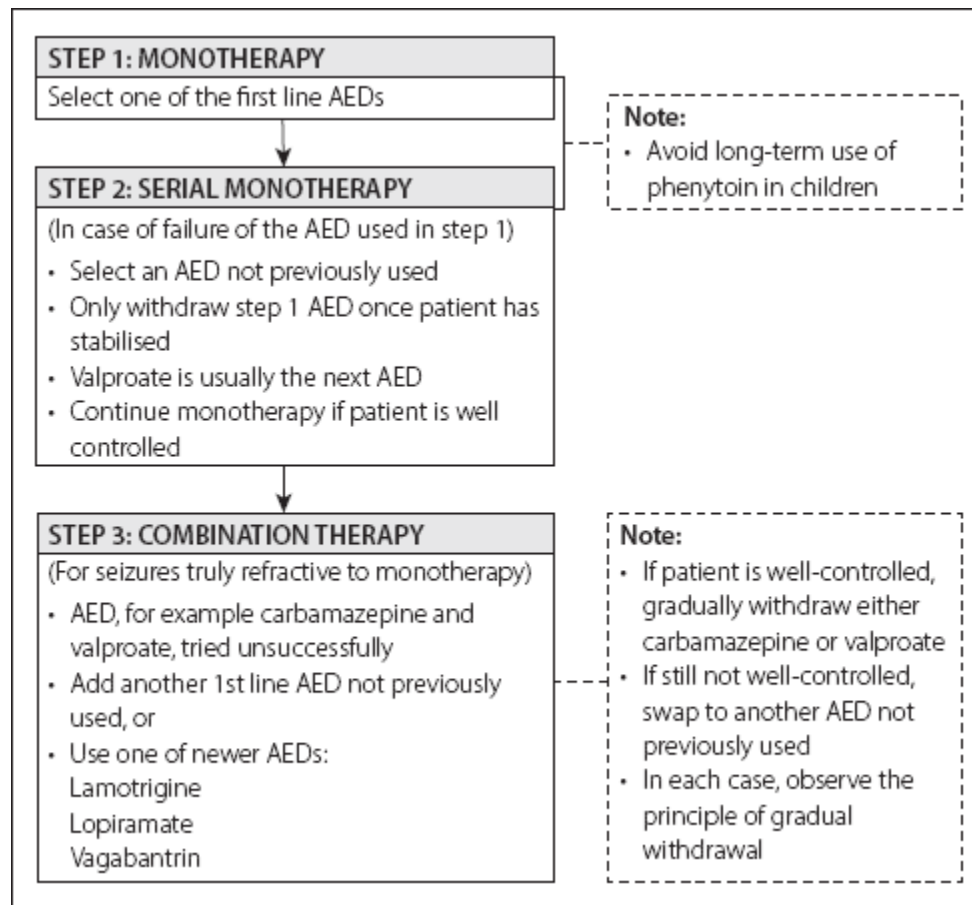 STEP 1: MONOTHERAPY
Select one of the first line AEDs
Note:
• Avoid long-term use of
phenytoin in children
STEP 2: SERIAL MONOTHERAPY
(In case of failure of the AED used in step 1)
• Select an AED not previously used
• Only withdraw step 1 AED once patient has
stabilised
• Valproate is usually the next AED
• Continue monotherapy if patient is well
controlled
STEP 3: COMBINATION THERAPY
(For seizures truly refractive to monotherapy)
• AED, for example carbamazepine and
valproate, tried unsuccessfully
• Add another 1st line AED not previously
used, or
• Use one of newer AEDs:
Lamotrigine
Lopiramate
Vagabantrin
Note:
• If patient is well-controlled,
gradually withdraw either
carbamazepine or valproate
• If still not well-controlled,
swap to another AED not
previously used
• In each case, observe the
principle of gradual
withdrawal